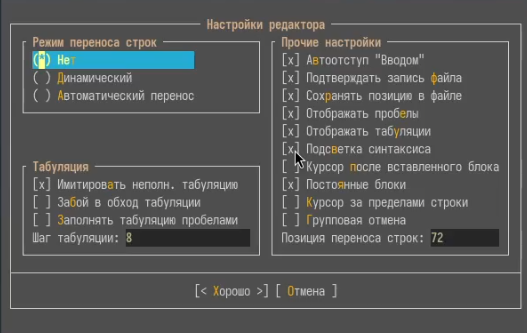 Настройки редактора
Режим переноса строк
(*) Нет
( ) Динамический
( ) Автоматический перенос
Табуляция
[x] Имитировать неполн. табуляцию
[ ] Забой в обход табуляции
[ ] Заполнять табуляцию пробелами
Шаг табуляции: 8
Прочие настройки
[x] Автоотступ "Вводом"
[x] Подтверждать запись файла
[x] Сохранять позицию в файле
[x] Отображать пробелы
[x] Отображать табуляции
[x] Подсветка синтаксиса
[ ] Курсор после вставленного блока
[x] Постоянные блоки
[ ] Курсор за пределами строки
[ ] Групповая отмена
Позиция переноса строк: 72
[< Хорошо >] [ Отмена ]